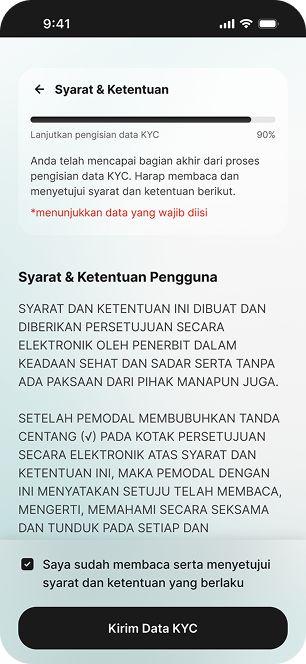 9:41
Syarat & Ketentuan
Lanjutkan pengisian data KYC 90%
Anda telah mencapai bagian akhir dari proses
pengisian data KYC. Harap membaca dan
menyetujui syarat dan ketentuan berikut.
*menunjukkan data yang wajib diisi
Syarat & Ketentuan Pengguna
SYARAT DAN KETENTUAN INI DIBUAT DAN
DIBERIKAN PERSETUJUAN SECARA
ELEKTRONIK OLEH PENERBIT DALAM
KEADAAN SEHAT DAN SADAR SERTA TANPA
ADA PAKSAAN DARI PIHAK MANAPUN JUGA.
SETELAH PEMODAL MEMBUBUHKAN TANDA
CENTANG (√) PADA KOTAK PERSETUJUAN
SECARA ELEKTRONIK ATAS SYARAT DAN
KETENTUAN INI, MAKA PEMODAL DENGAN
INI MENYATAKAN SETUJU TELAH MEMBACA,
MENGERTI, MEMAHAMI SECARA SEKSAMA
DAN TUNDUK PADA SETIAP DAN
Saya sudah membaca serta menyetujui
syarat dan ketentuan yang berlaku
Kirim Data KYC